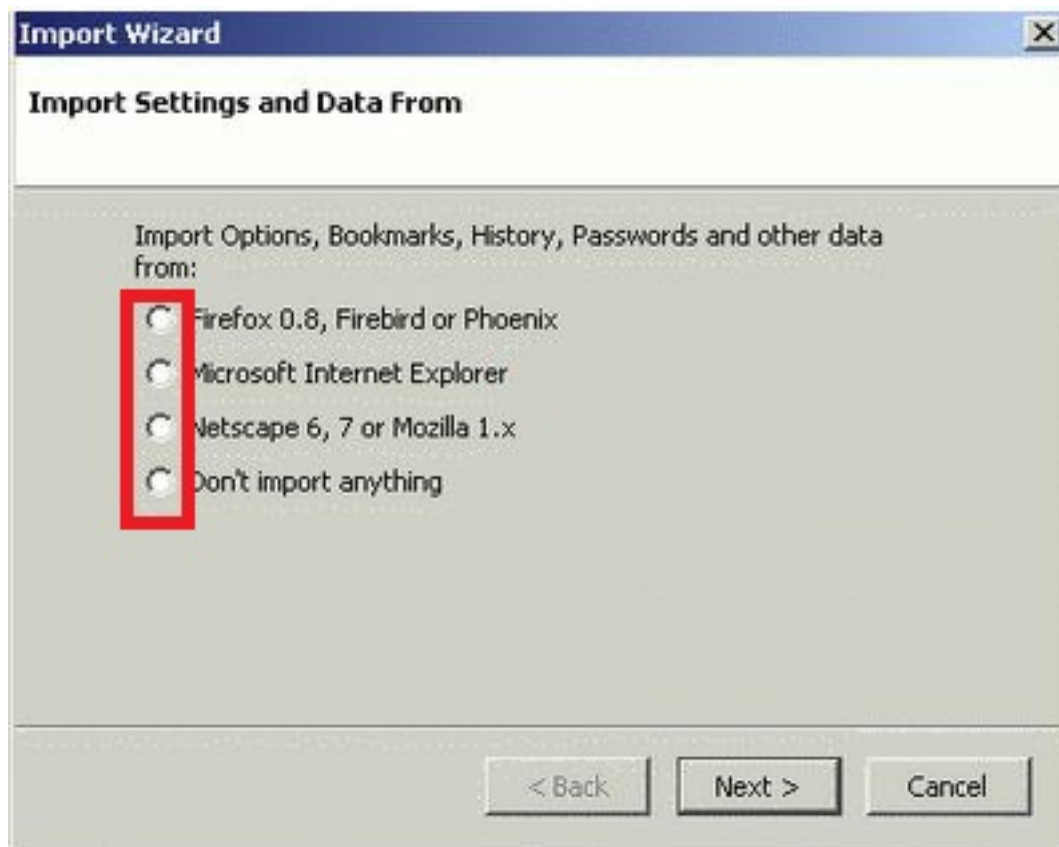 Import Wizard
Import Settings and Data From
Import Options, Bookmarks, History, Passwords and other data
from:
Firefox 0.8, Firebird or Phoenix
Microsoft Internet Explorer
Netscape 6, 7 or Mozilla 1.x
Don't import anything
< Back Next > Cancel